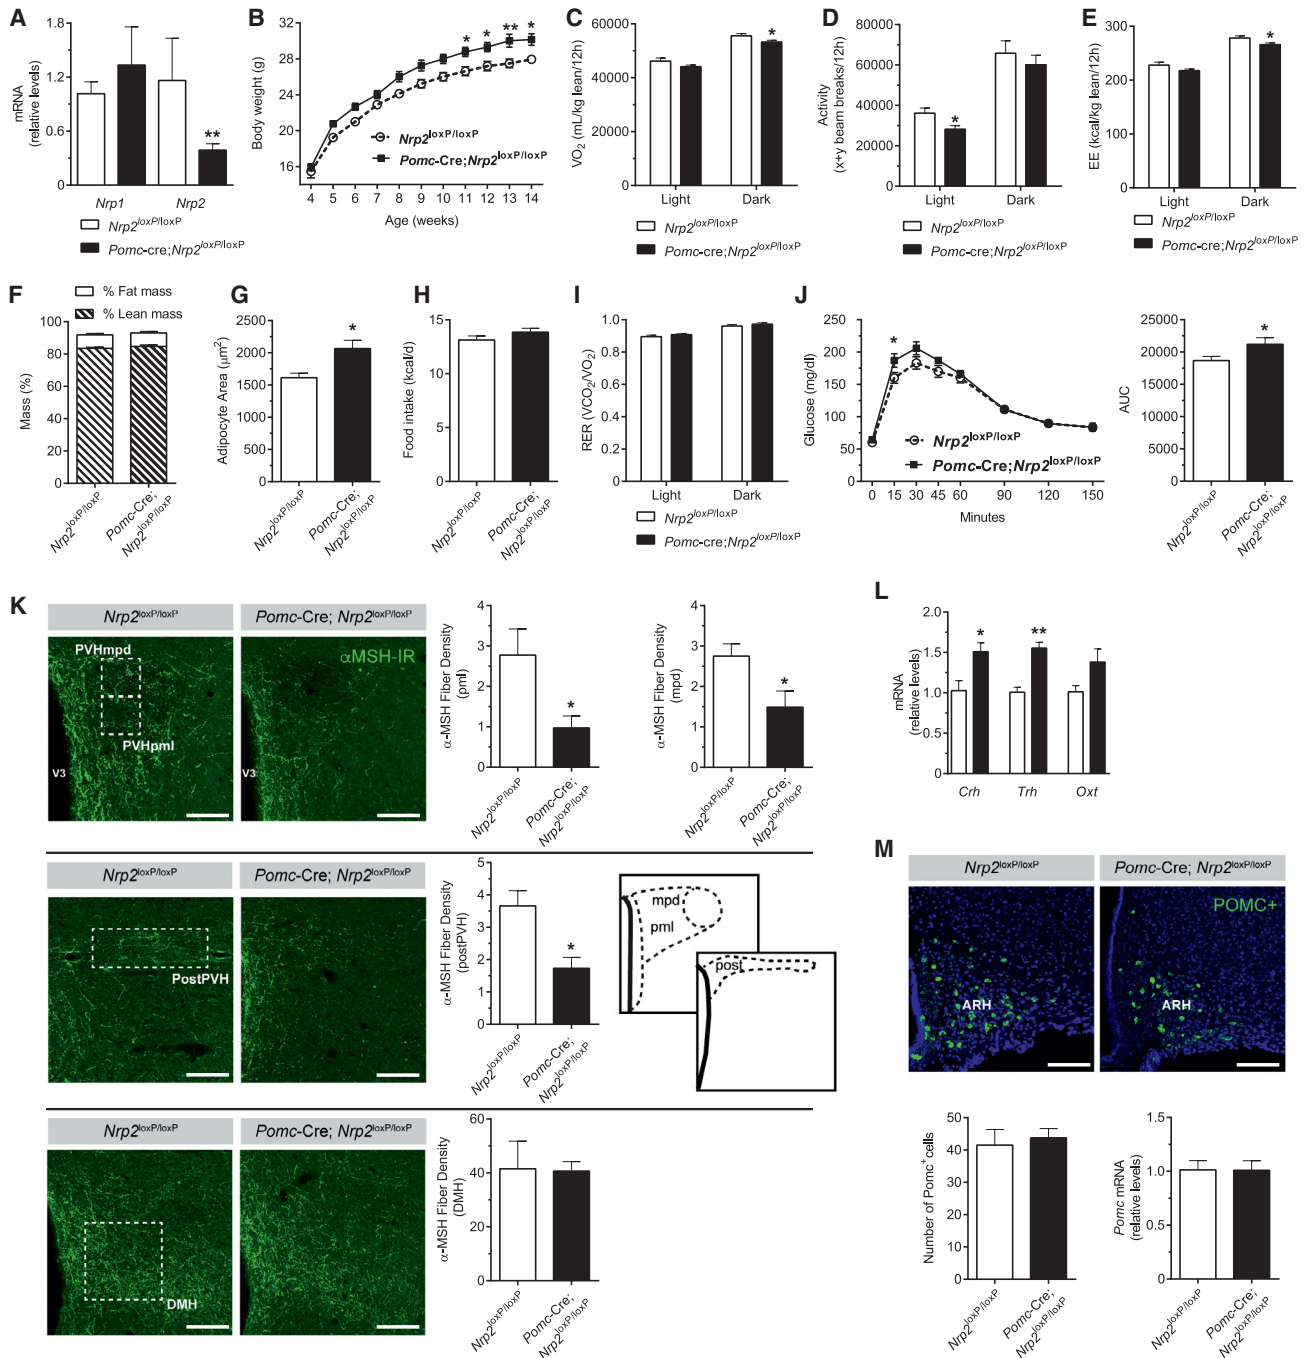 A
1.8
1.2
0.6
0
mRNA
(relative levels)
**
Nrp1
Nrp2
Nrp2loxP/loxP
Pomc-cre;Nrp2loxP/loxP
B
32
28
24
20
16
Body weight (g)
* * ** *
Nrp2loxP/loxP
Pomc-Cre;Nrp2loxP/loxP
4 5 6 7 8 9 10 11 12 13 14
Age (weeks)
C
60000
40000
20000
0
VO2 (mL/kg lean/12h)
*
Light Dark
Nrp2loxP/loxP
Pomc-cre;Nrp2loxP/loxP
D
80000
60000
40000
20000
0
Activity
(x+y beam breaks/12h)
*
Light Dark
Nrp2loxP/loxP
Pomc-cre;Nrp2loxP/loxP
E
300
200
100
0
EE (kcal/kg lean/12h)
*
Light Dark
Nrp2loxP/loxP
Pomc-cre;Nrp2loxP/loxP
F
% Fat mass
% Lean mass
100
80
60
40
20
0
Mass (%)
Nrp2loxP/loxP
Pomc-Cre;
Nrp2loxP/loxP
G
2500
2000
1500
1000
500
0
Adipocyte Area (μm2)
*
Nrp2loxP/loxP
Pomc-Cre;
Nrp2loxP/loxP
H
15
10
5
0
Food intake (kcal/d)
Nrp2loxP/loxP
Pomc-Cre;
Nrp2loxP/loxP
I
1.0
0.8
0.6
0.4
0.2
0.0
RER (VCO2/VO2)
Light Dark
Nrp2loxP/loxP
Pomc-cre;Nrp2loxP/loxP
J
250
200
150
100
50
0
Glucose (mg/dl)
*
Nrp2loxP/loxP
Pomc-Cre;Nrp2loxP/loxP
0 15 30 45 60 90 120 150
Minutes
25000
20000
15000
10000
5000
0
AUC
*
Nrp2loxP/loxP
Pomc-Cre;
Nrp2loxP/loxP
K
Nrp2loxP/loxP
Pomc-Cre; Nrp2loxP/loxP
PVHmpd
PVHpml
V3
αMSH-IR
V3
4
3
2
1
0
α-MSH Fiber Density
(pml)
*
Nrp2loxP/loxP
Pomc-Cre;
Nrp2loxP/loxP
4
3
2
1
0
α-MSH Fiber Density
(mpd)
*
Nrp2loxP/loxP
Pomc-Cre;
Nrp2loxP/loxP
Nrp2loxP/loxP
Pomc-Cre; Nrp2loxP/loxP
PostPVH
5
4
3
2
1
0
α-MSH Fiber Density
(postPVH)
*
Nrp2loxP/loxP
Pomc-Cre;
Nrp2loxP/loxP
mpd
pml
post
Nrp2loxP/loxP
Pomc-Cre; Nrp2loxP/loxP
DMH
60
40
20
0
α-MSH Fiber Density
(DMH)
Nrp2loxP/loxP
Pomc-Cre;
Nrp2loxP/loxP
L
2.0
1.5
1.0
0.5
0
mRNA
(relative levels)
* **
Crh Trh Oxt
M
Nrp2loxP/loxP
Pomc-Cre; Nrp2loxP/loxP
ARH
POMC+
ARH
50
40
30
20
10
0
Number of Pomc+ cells
Nrp2loxP/loxP
Pomc-Cre;
Nrp2loxP/loxP
1.5
1.0
0.5
0
Pomc mRNA
(relative levels)
Nrp2loxP/loxP
Pomc-Cre;
Nrp2loxP/loxP